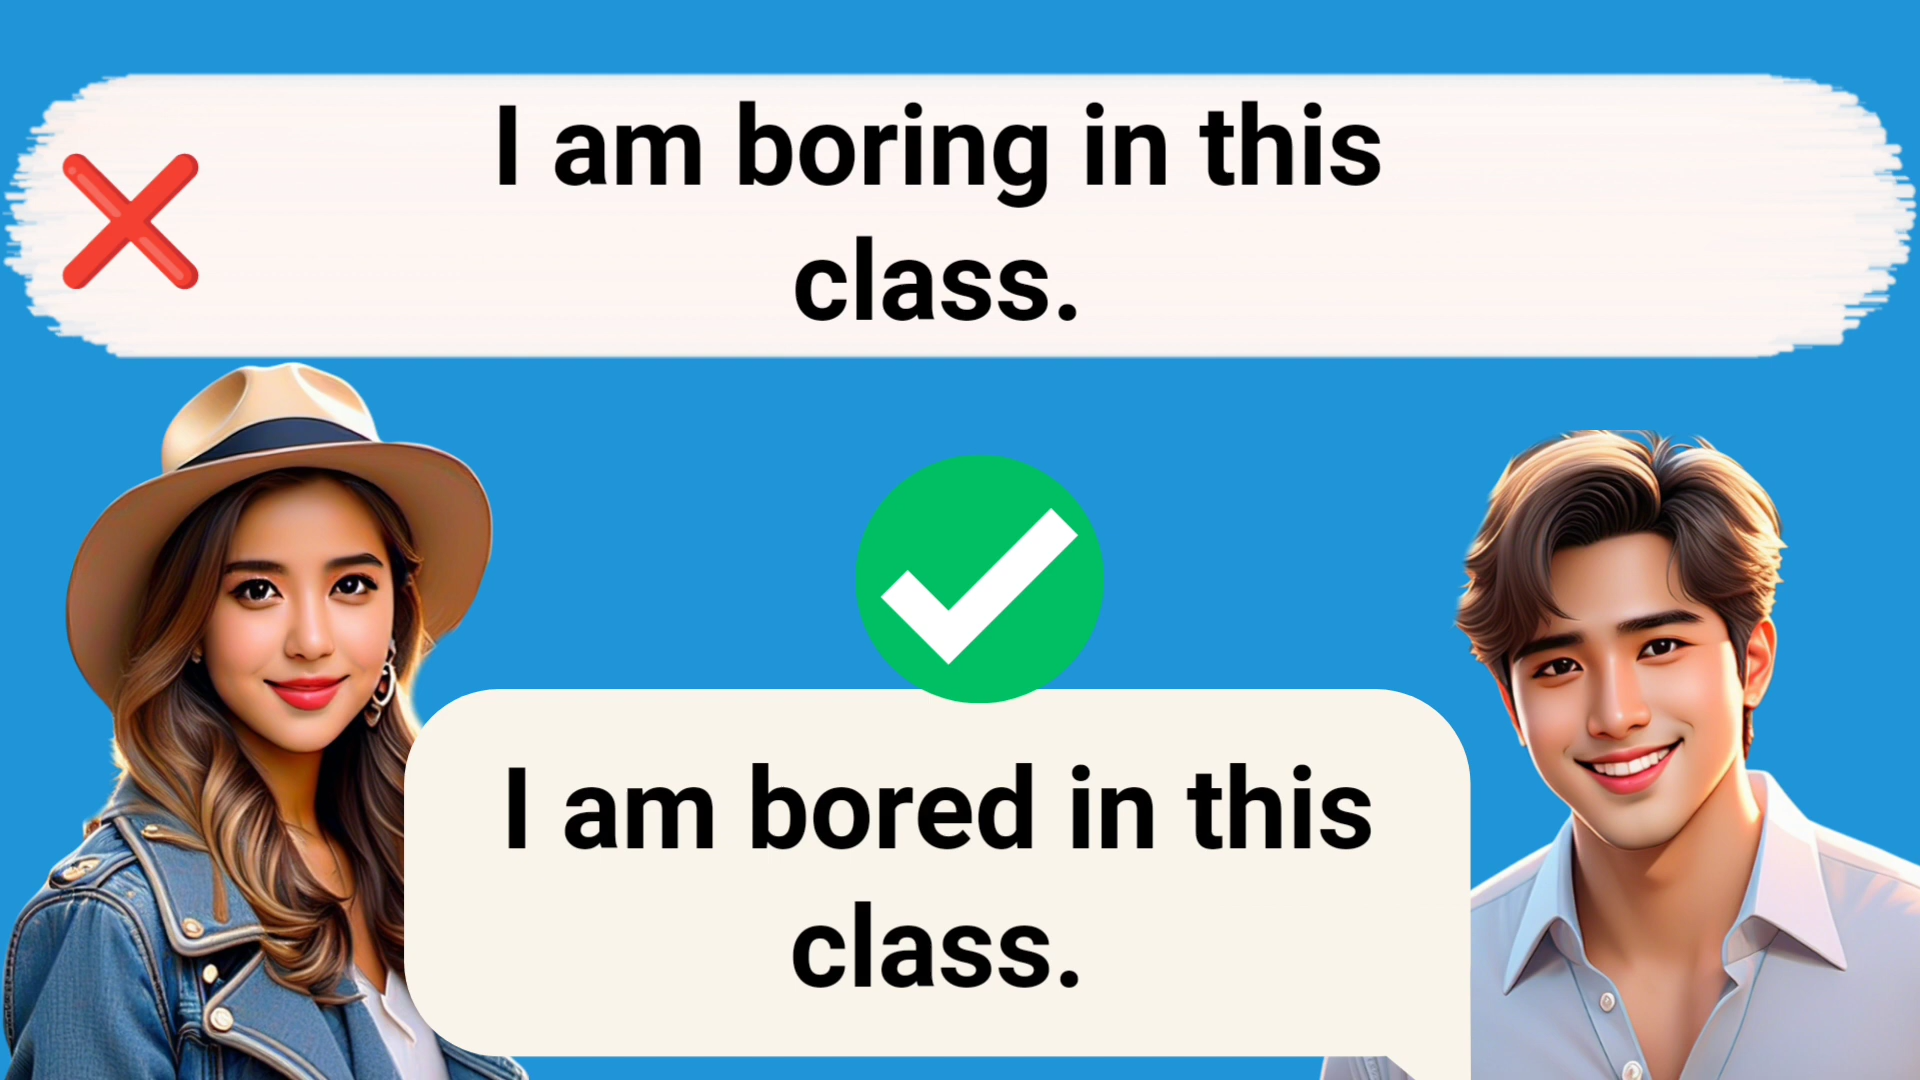 I am boring in this
class.
I am bored in this
class.